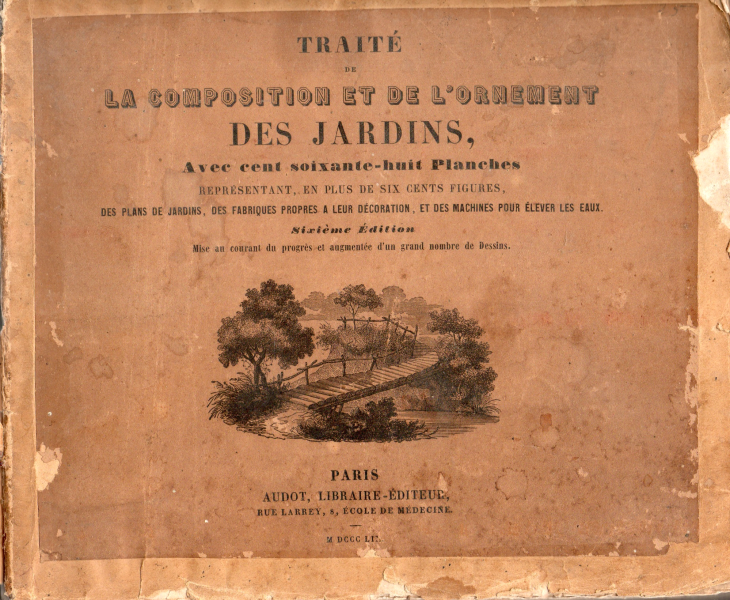 TRAITÉ
DE
LA COMPOSITION ET DE L'ORNEMENT
DES JARDINS,
Avec cent soixante-huit Planches
REPRÉSENTANT, EN PLUS DE SIX CENTS FIGURES,
DES PLANS DE JARDINS, DES FABRIQUES PROPRES A LEUR DÉCORATION, ET DES MACHINES POUR ÉLEVER LES EAUX.
Sixième Édition
Mise au courant du progrès et augmentée d'un grand nombre de Dessins.
PARIS
AUDOT, LIBRAIRE-ÉDITEUR,
RUE LARREY, 8, ÉCOLE DE MÉDECINE.
M DCCC